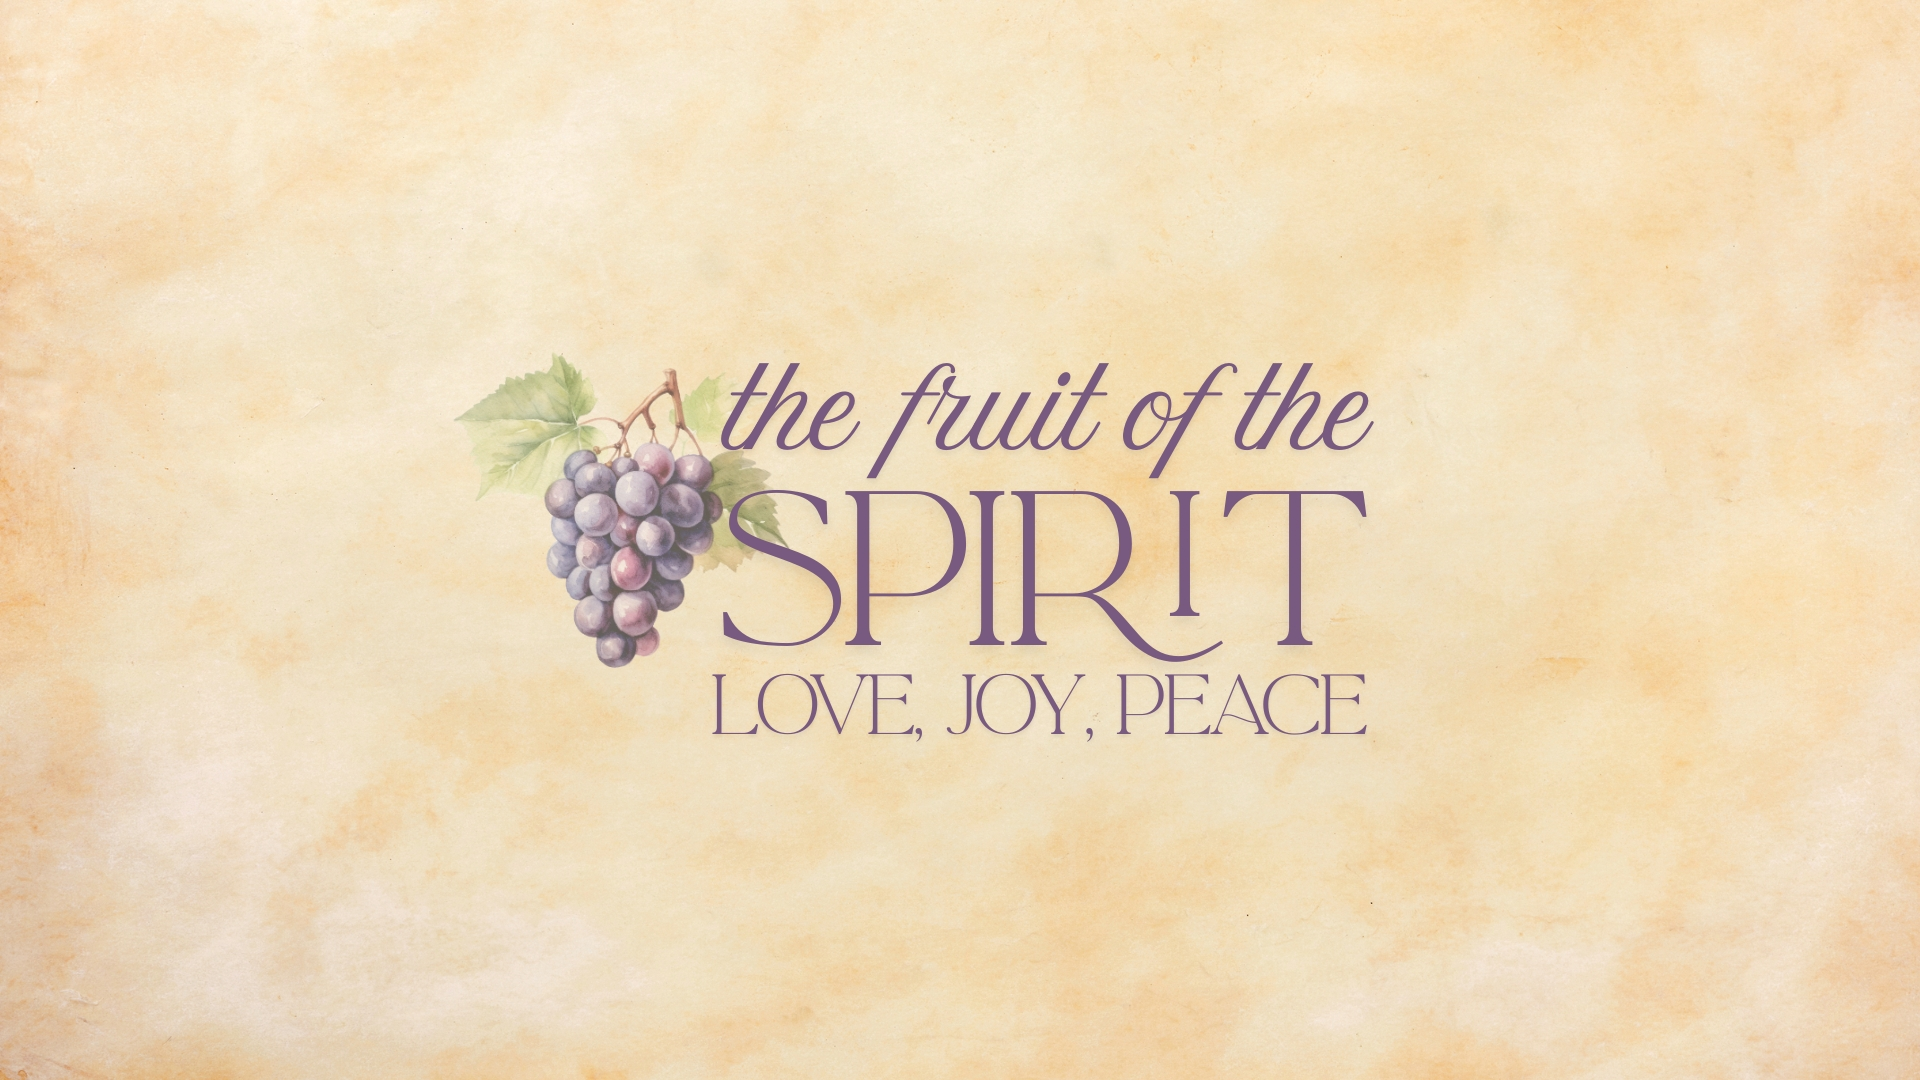 the fruit of the
SPIRIT
LOVE, JOY, PEACE